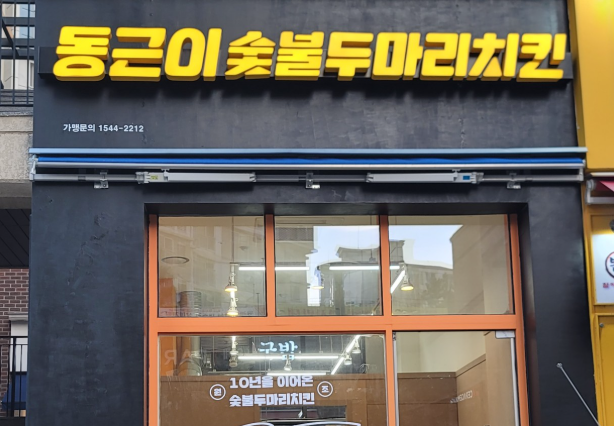 동근이 숯불두마리치킨
가맹문의 1544-2212
구방
10년을 이어온
원 조
숯불두마리치킨